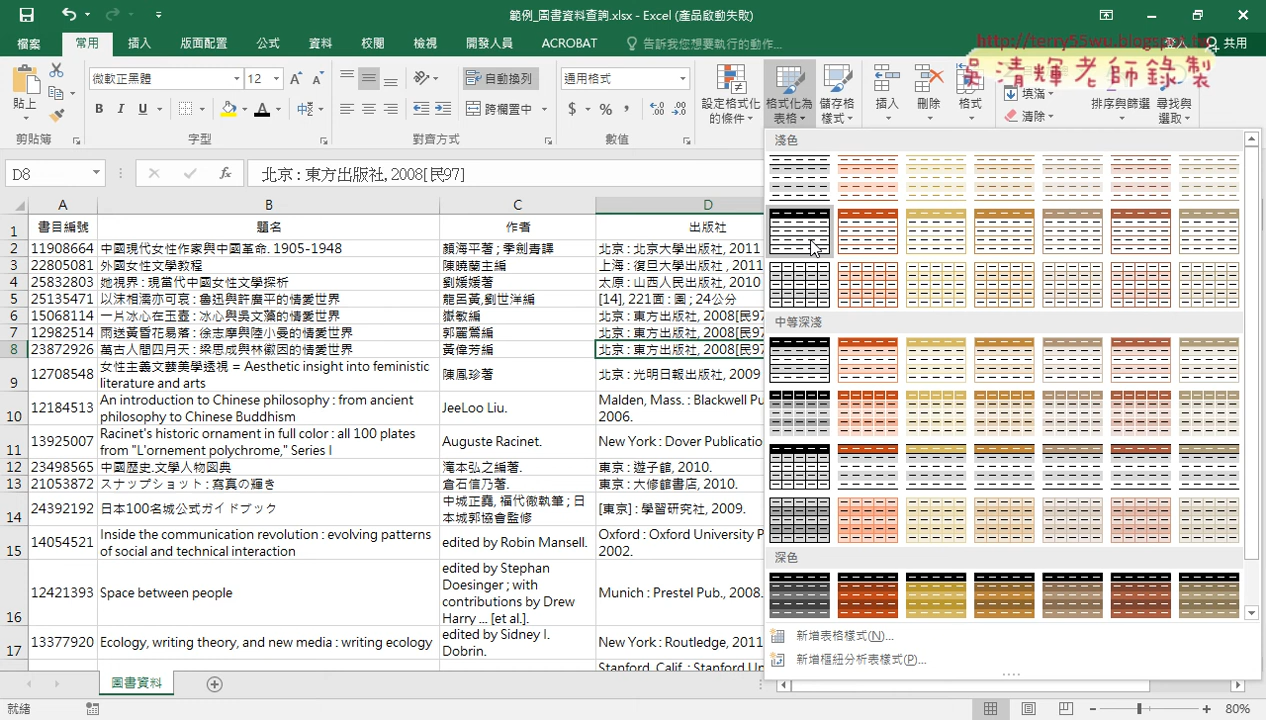 範例_圖書資料查詢.xlsx - Excel (產品啟動失敗)
檔案 常用 插入 版面配置 公式 資料 校閱 檢視 開發人員 ACROBAT 告訴我您想要執行的動作... 登入 共用
http://terry55wu.blogspot.tw
吳清輝老師錄製
貼上 微軟正黑體 12 自動換列 通用格式 設定格式化的條件 格式化為表格 儲存格樣式 插入 刪除 格式 填滿 清除 排序與篩選 尋找與選取
B I U 跨欄置中 $ % ,
剪貼簿 字型 對齊方式 數值
D8 fx 北京 : 東方出版社, 2008[民97]
A B C D
1 書目編號 題名 作者 出版社
2 11908664 中國現代女性作家與中國革命. 1905-1948 顏海平著 ; 季劍青譯 北京 : 北京大學出版社, 2011
3 22805081 外國女性文學教程 陳曉蘭主編 上海 : 復旦大學出版社, 2011
4 25832803 她視界 : 現當代中國女性文學探析 劉媛媛著 太原 : 山西人民出版社, 2010
5 25135471 以沫相濡亦可哀 : 魯迅與許廣平的情愛世界 龍呂黃,劉世洋編 [14], 221面 : 圖 ; 24公分
6 15068114 一片冰心在玉壺 : 冰心與吳文藻的情愛世界 嶽敏編 北京 : 東方出版社, 2008[民9
7 12982514 雨送黃昏花易落 : 徐志摩與陸小曼的情愛世界 郭麗鶯編 北京 : 東方出版社, 2008[民9
8 23872926 萬古人間四月天 : 梁思成與林徽因的情愛世界 黃偉芳編 北京 : 東方出版社, 2008[民97
9 12708548 女性主義文藝美學透視 = Aesthetic insight into feministic literature and arts 陳鳳珍著 北京 : 光明日報出版社, 2009
10 12184513 An introduction to Chinese philosophy : from ancient philosophy to Chinese Buddhism JeeLoo Liu. Malden, Mass. : Blackwell Pu 2006.
11 13925007 Racinet's historic ornament in full color : all 100 plates from "L'ornement polychrome," Series I Auguste Racinet. New York : Dover Publicatio
12 23498565 中國歴史.文學人物図典 瀧本弘之編著. 東京 : 遊子館, 2010.
13 21053872 スナップショット : 寫真の輝き 倉石信乃著. 東京 : 大修館書店, 2010.
14 24392192 日本100名城公式ガイドブック 中城正堯, 福代徹執筆 ; 日本城郭協會監修 [東京] : 學習研究社, 2009.
15 14054521 Inside the communication revolution : evolving patterns of social and technical interaction edited by Robin Mansell. Oxford : Oxford University P 2002.
16 12421393 Space between people edited by Stephan Doesinger ; with contributions by Drew Harry ... [et al.]. Munich : Prestel Pub., 2008.
17 13377920 Ecology, writing theory, and new media : writing ecology edited by Sidney I. Dobrin. New York : Routledge, 2011
Stanford, Calif. : Stanford Un
淺色
中等深淺
深色
新增表格樣式(N)...
新增樞紐分析表樣式(P)...
圖書資料
就緒 80%